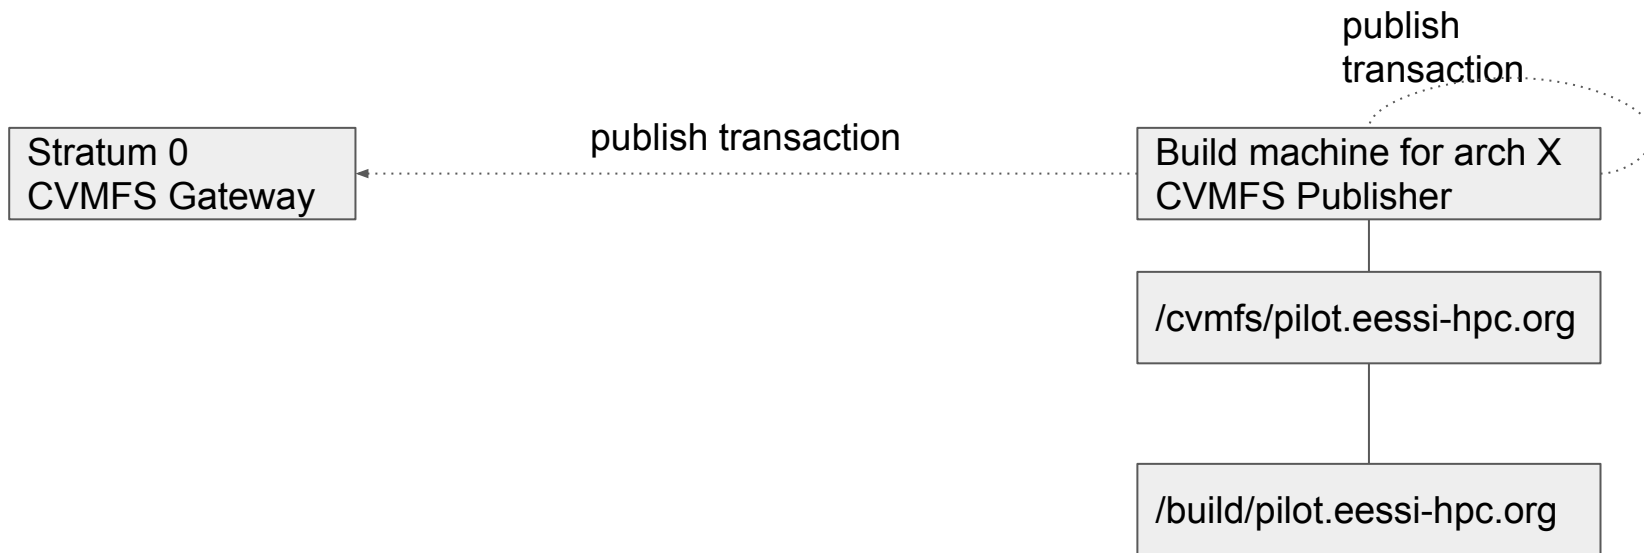 publish
transaction
Stratum 0
CVMFS Gateway
publish transaction
Build machine for arch X
CVMFS Publisher
/cvmfs/pilot.eessi-hpc.org
/build/pilot.eessi-hpc.org